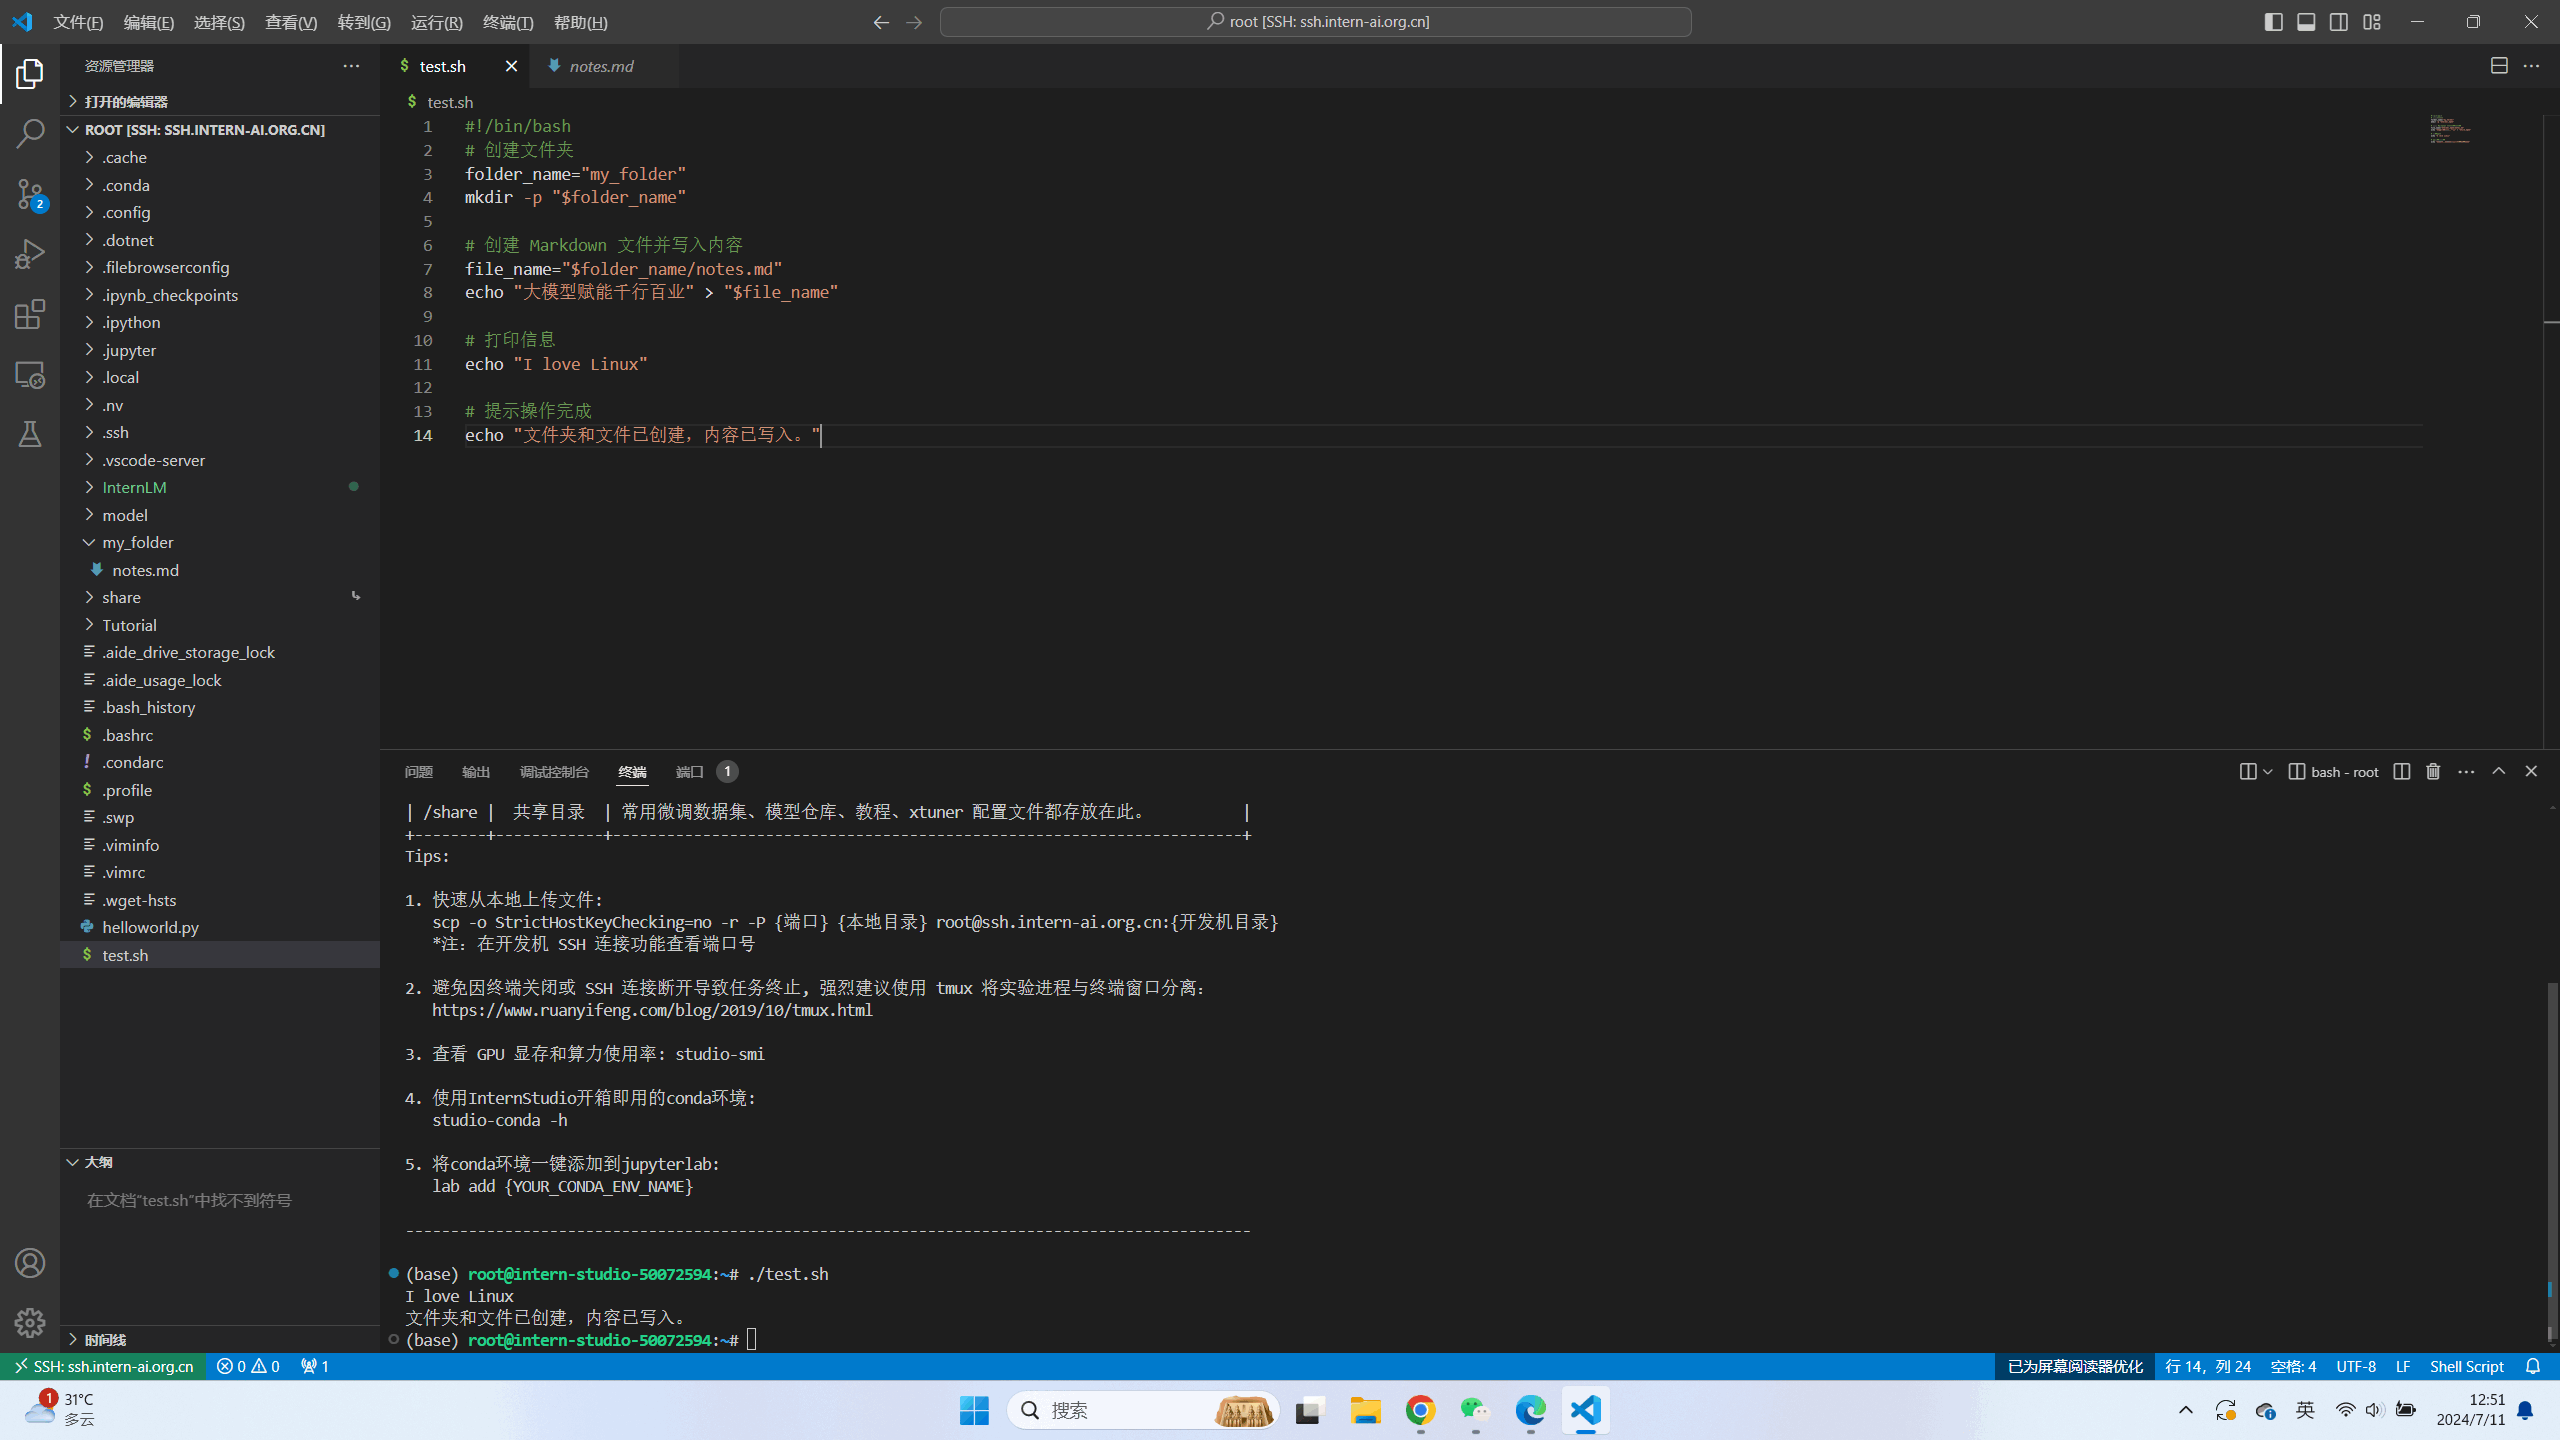 文件(F) 编辑(E) 选择(S) 查看(V) 转到(G) 运行(R) 终端(T) 帮助(H)
root [SSH: ssh.intern-ai.org.cn]
资源管理器
打开的编辑器
ROOT [SSH: SSH.INTERN-AI.ORG.CN]
.cache
.conda
2
.config
.dotnet
.filebrowserconfig
.ipynb_checkpoints
.ipython
.jupyter
.local
.nv
.ssh
.vscode-server
InternLM
model
my_folder
notes.md
share
Tutorial
.aide_drive_storage_lock
.aide_usage_lock
.bash_history
$ .bashrc
! .condarc
$ .profile
.swp
.viminfo
.vimrc
.wget-hsts
helloworld.py
$ test.sh
大纲
在文档"test.sh"中找不到符号
时间线
$ test.sh
notes.md
$ test.sh
1 #!/bin/bash
2 # 创建文件夹
3 folder_name="my_folder"
4 mkdir -p "$folder_name"
5
6 # 创建 Markdown 文件并写入内容
7 file_name="$folder_name/notes.md"
8 echo "大模型赋能千行百业" > "$file_name"
9
10 # 打印信息
11 echo "I love Linux"
12
13 # 提示操作完成
14 echo "文件夹和文件已创建，内容已写入。"
问题 输出 调试控制台 终端 端口 1
bash - root
| /share | 共享目录 | 常用微调数据集、模型仓库、教程、xtuner 配置文件都存放在此。 |
+--------+------------+----------------------------------------------------------------------+
Tips:
1. 快速从本地上传文件:
scp -o StrictHostKeyChecking=no -r -P {端口} {本地目录} root@ssh.intern-ai.org.cn:{开发机目录}
*注: 在开发机 SSH 连接功能查看端口号
2. 避免因终端关闭或 SSH 连接断开导致任务终止, 强烈建议使用 tmux 将实验进程与终端窗口分离:
https://www.ruanyifeng.com/blog/2019/10/tmux.html
3. 查看 GPU 显存和算力使用率: studio-smi
4. 使用InternStudio开箱即用的conda环境:
studio-conda -h
5. 将conda环境一键添加到jupyterlab:
lab add {YOUR_CONDA_ENV_NAME}
----------------------------------------------------------------------------------------------
(base) root@intern-studio-50072594:~# ./test.sh
I love Linux
文件夹和文件已创建，内容已写入。
(base) root@intern-studio-50072594:~#
SSH: ssh.intern-ai.org.cn 0 0 1
已为屏幕阅读器优化 行 14，列 24 空格: 4 UTF-8 LF Shell Script
1 31°C
多云
搜索
英
12:51
2024/7/11